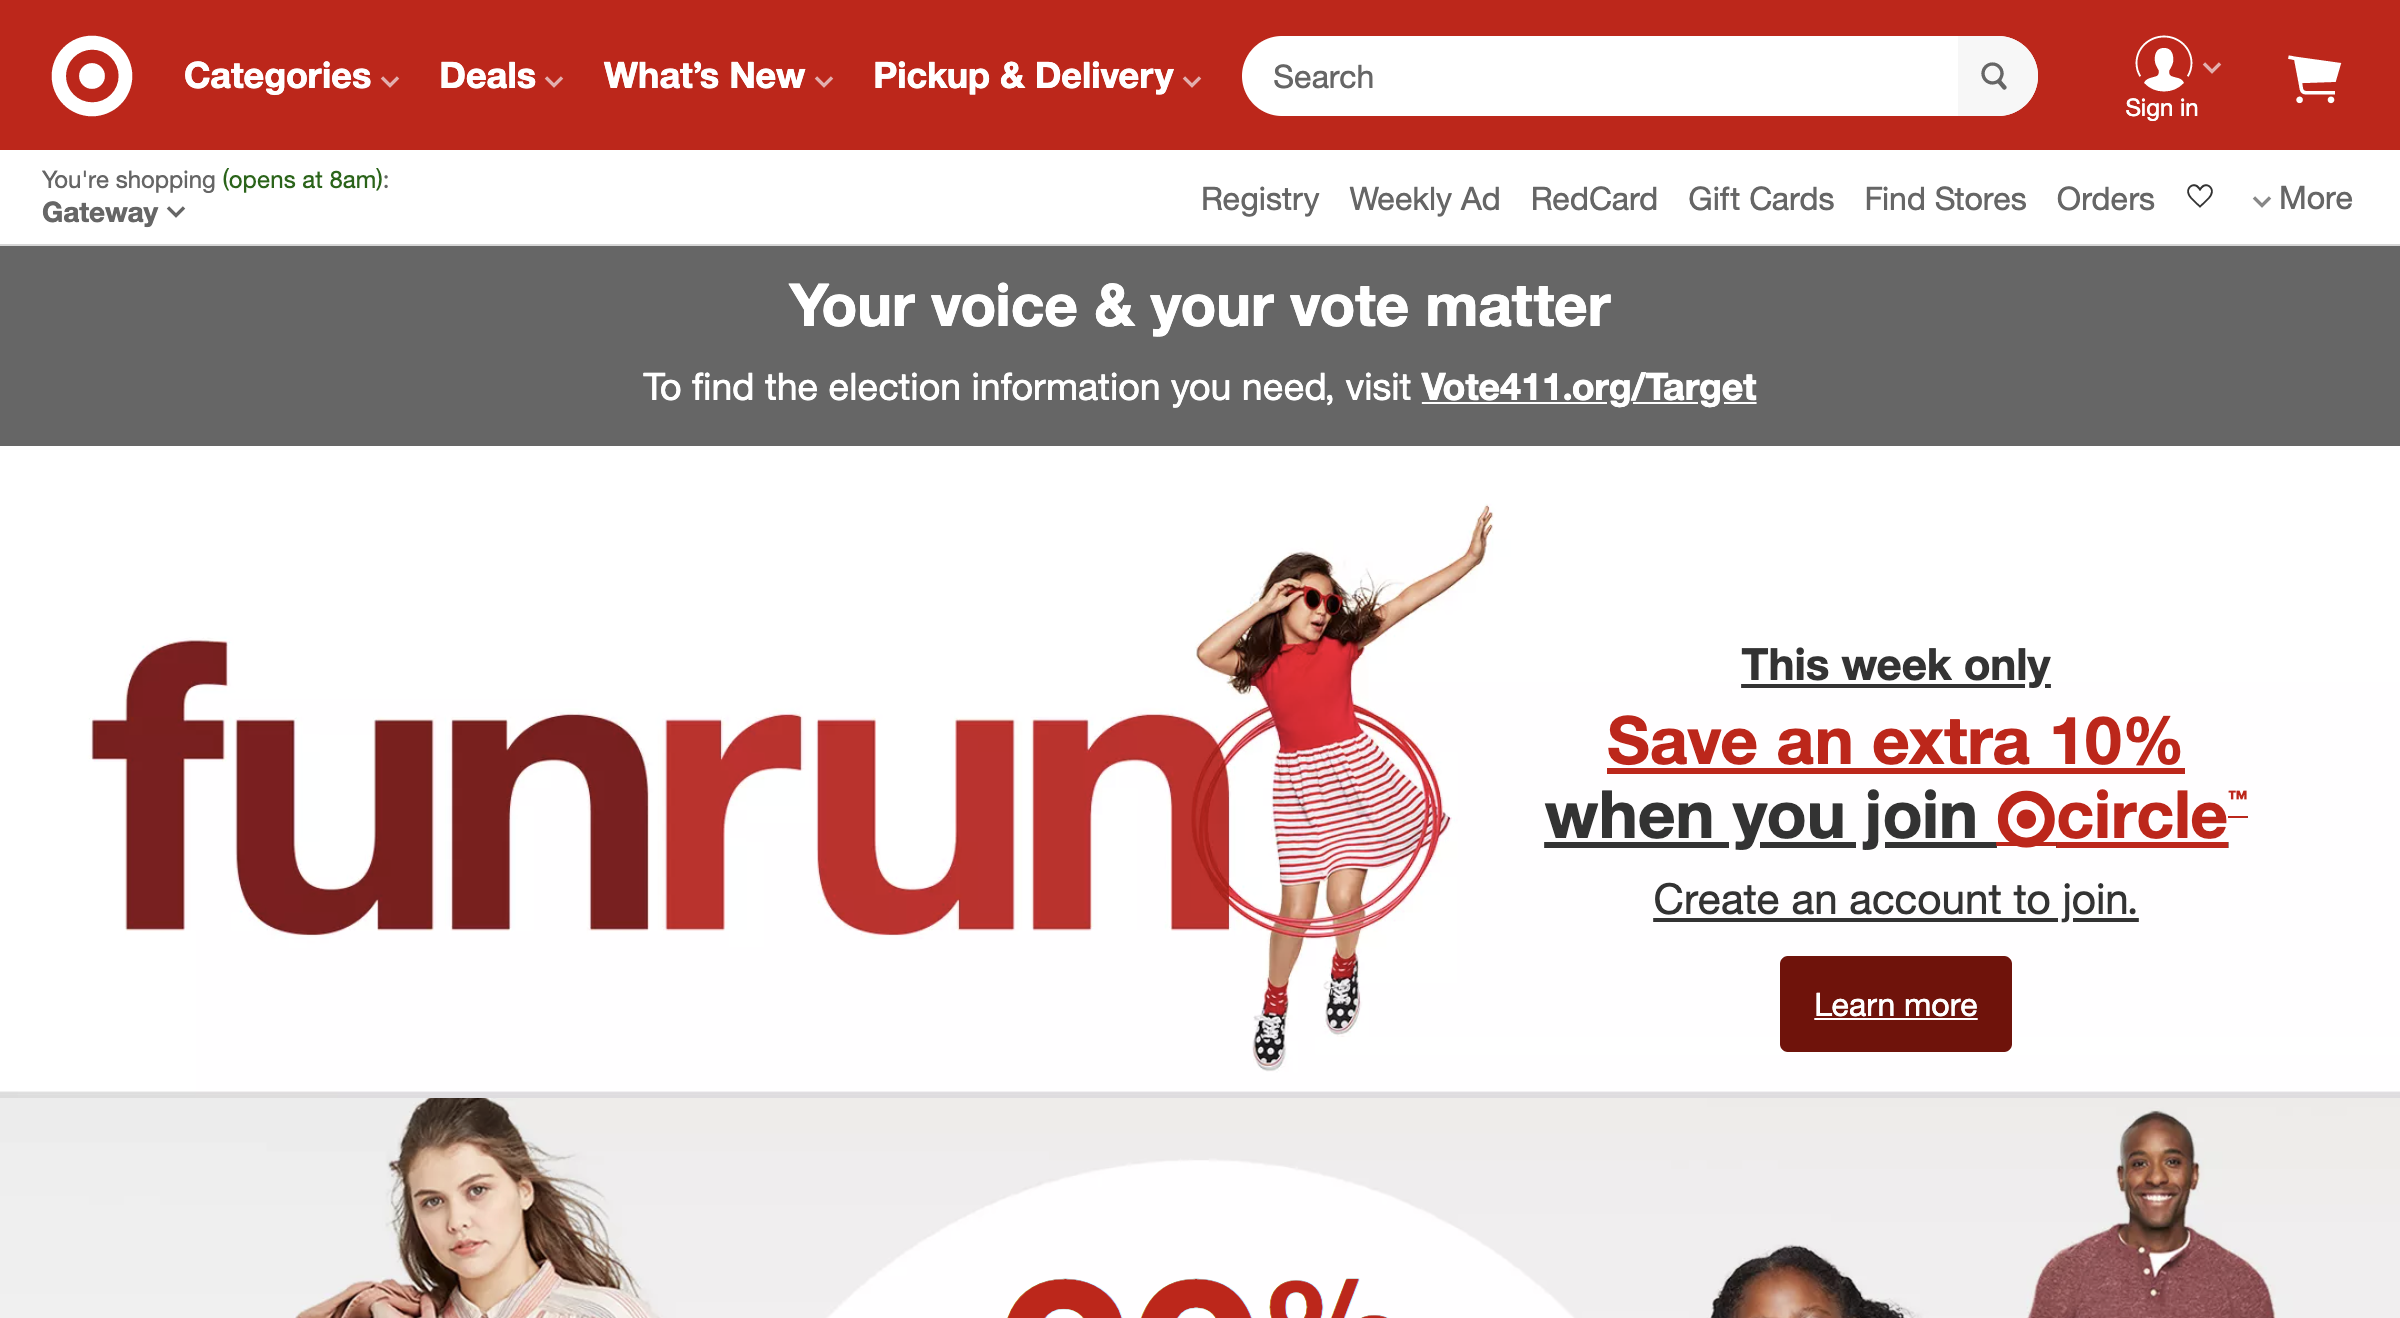 Categories Deals What's New Pickup & Delivery Search Sign in
You're shopping (opens at 8am):
Gateway
Registry Weekly Ad RedCard Gift Cards Find Stores Orders More
Your voice & your vote matter
To find the election information you need, visit Vote411.org/Target
funrun
This week only
Save an extra 10%
when you join circle™
Create an account to join.
Learn more